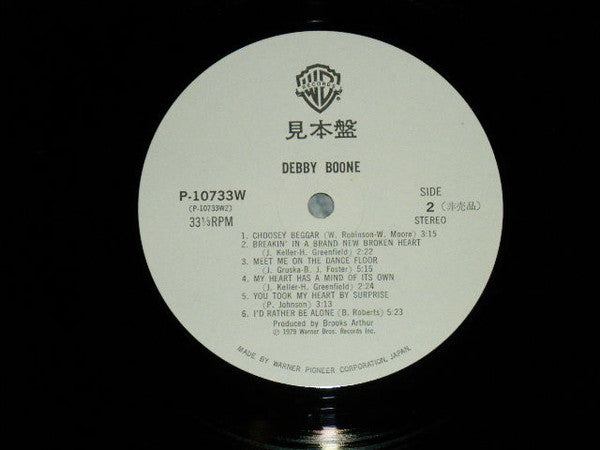 WB
RECORDS
見本盤
DEBBY BOONE
P-10733W
(P-10733W2)
33⅓RPM
SIDE
2 (非売品)
STEREO
1. CHOOSEY BEGGAR (W. Robinson-W. Moore) 3:15
2. BREAKIN' IN A BRAND NEW BROKEN HEART
(J. Keller-H. Greenfield) 2:22
3. MEET ME ON THE DANCE FLOOR
(J. Gruska-B. J. Foster) 5:15
4. MY HEART HAS A MIND OF ITS OWN
(J. Keller-H. Greenfield) 2:24
5. YOU TOOK MY HEART BY SURPRISE
(P. Johnson) 3:23
6. I'D RATHER BE ALONE (B. Roberts) 5:23
Produced by Brooks Arthur
℗ 1979 Warner Bros. Records Inc.
MADE BY WARNER PIONEER CORPORATION, JAPAN.